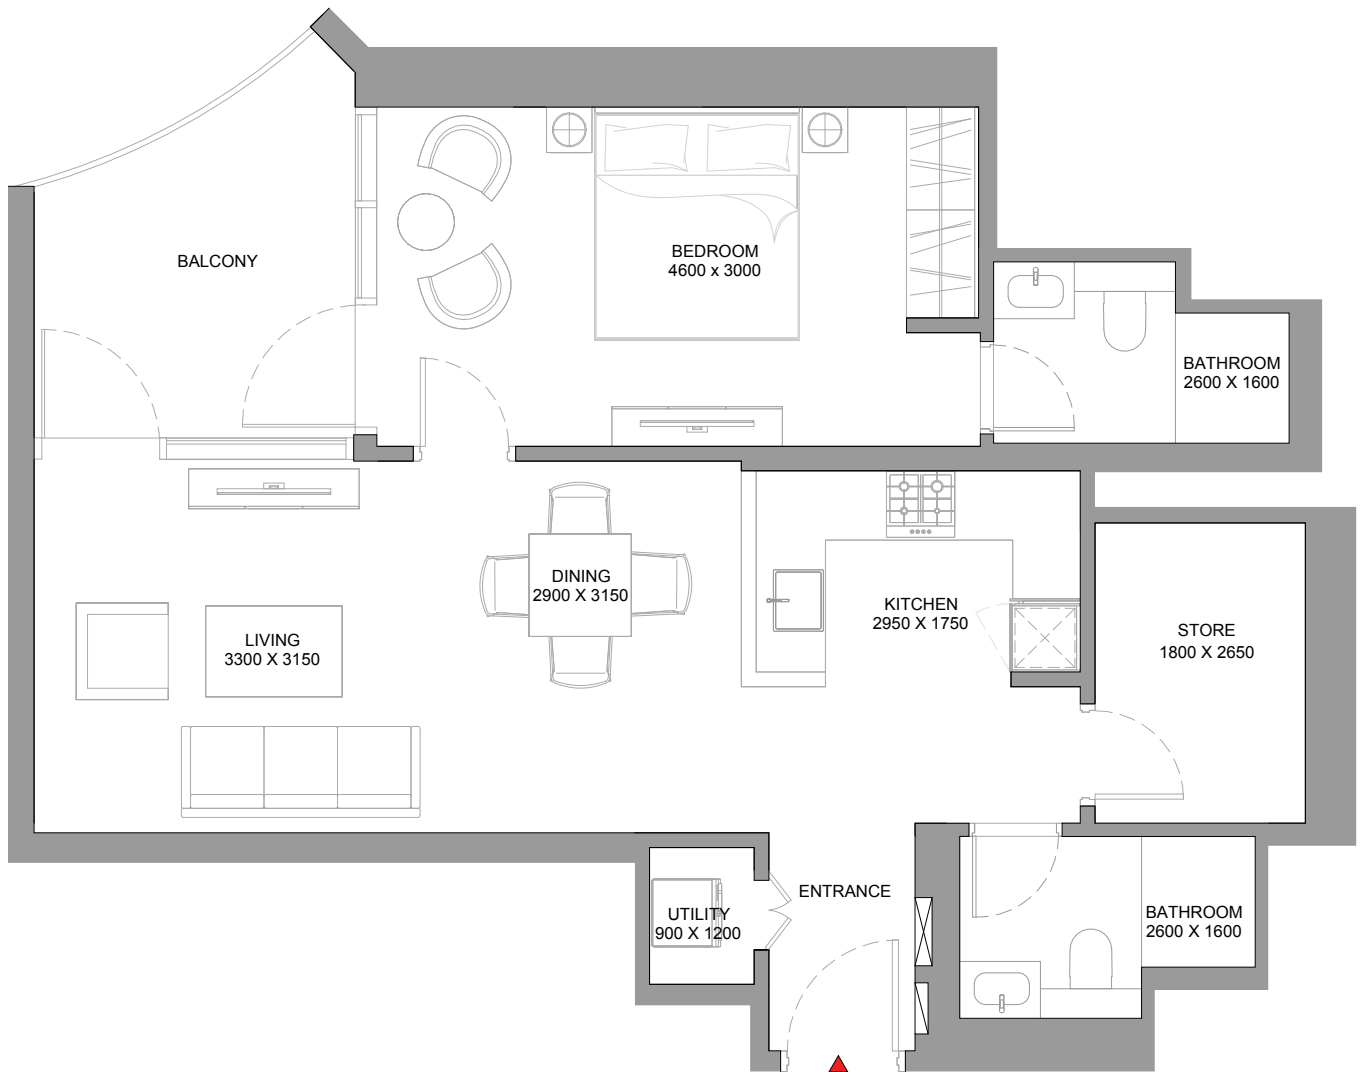 BALCONY
BEDROOM
4600 x 3000
BATHROOM
2600 X 1600
DINING
2900 X 3150
KITCHEN
2950 X 1750
LIVING
3300 X 3150
STORE
1800 X 2650
ENTRANCE
UTILITY
900 X 1200
BATHROOM
2600 X 1600